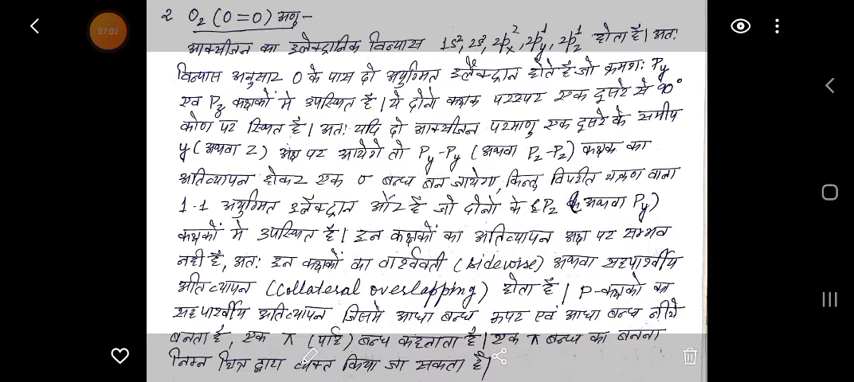 07:02
2 O2 (O=O) अणु -
आक्सीजन का इलेक्ट्रानिक विन्यास 1s², 2s², 2px², 2py¹, 2pz¹ होता है। अतः
विन्यास अनुसार O के पास दो अयुग्मित इलेक्ट्रान होते हैं जो क्रमशः Py
एवं Pz कक्षकों में उपस्थित है। ये दोनों कक्षक परस्पर एक दूसरे से 90°
कोण पर स्थित है। अतः यदि दो आक्सीजन परमाणु एक दूसरे के समीप
y (अथवा z) अक्ष पर आयेंगे तो Py-Py (अथवा Pz-Pz) कक्षक का
अतिव्यापन होकर एक σ बन्ध बन जायेगा, किन्तु विपरीत चक्रण वाला
1-1 अयुग्मित इलेक्ट्रान और है जो दोनों के Pz (अथवा Py)
कक्षकों में उपस्थित है। इन कक्षकों का अतिव्यापन अक्ष पर सम्भव
नही है, अतः इन कक्षकों का पार्श्ववर्ती (sidewise) अथवा सहपार्श्वीय
अतिव्यापन (Collateral overlapping) होता है। P-कक्षकों का
सहपार्श्वीय अतिव्यापन जिसमे आधा बन्ध ऊपर एवं आधा बन्ध नीचे
बनता है, एक π (पाई) बन्ध कहलाता है। एक π बन्ध का बनना
निम्न चित्र द्वारा व्यक्त किया जा सकता है।